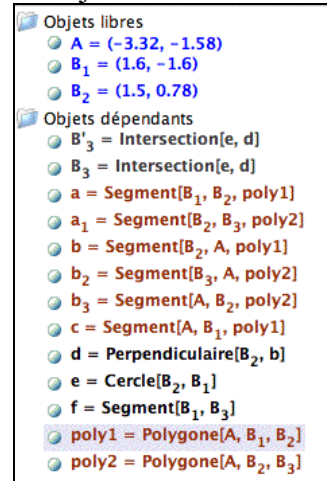 Objets libres
A = (-3.32, -1.58)
B₁ = (1.6, -1.6)
B₂ = (1.5, 0.78)
Objets dépendants
B'₃ = Intersection[e, d]
B₃ = Intersection[e, d]
a = Segment[B₁, B₂, poly1]
a₁ = Segment[B₂, B₃, poly2]
b = Segment[B₂, A, poly1]
b₂ = Segment[B₃, A, poly2]
b₃ = Segment[A, B₂, poly2]
c = Segment[A, B₁, poly1]
d = Perpendiculaire[B₂, b]
e = Cercle[B₂, B₁]
f = Segment[B₁, B₃]
poly1 = Polygone[A, B₁, B₂]
poly2 = Polygone[A, B₂, B₃]